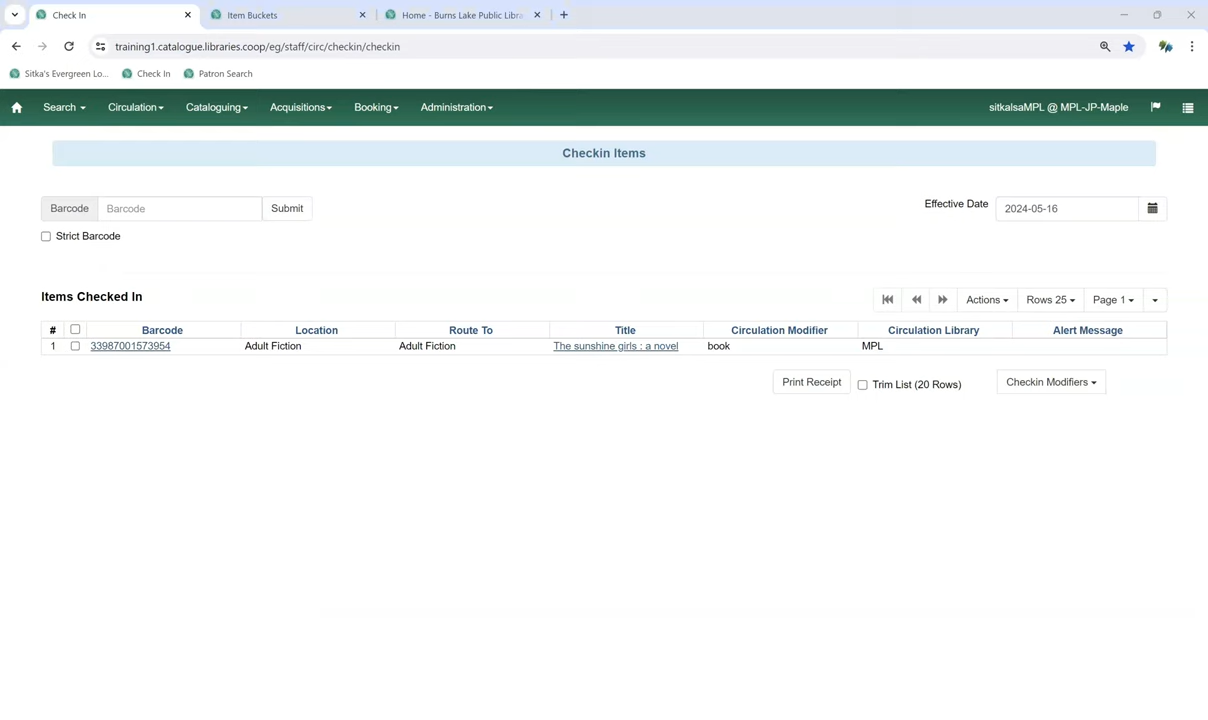 Check In
Item Buckets
Home - Burns Lake Public Libra
training1.catalogue.libraries.coop/eg/staff/circ/checkin/checkin
Sitka's Evergreen Lo... Check In Patron Search
Search Circulation Cataloguing Acquisitions Booking Administration sitkalsaMPL @ MPL-JP-Maple
Checkin Items
Barcode Barcode Submit Effective Date 2024-05-16
Strict Barcode
Items Checked In Actions Rows 25 Page 1
# Barcode Location Route To Title Circulation Modifier Circulation Library Alert Message
1 33987001573954 Adult Fiction Adult Fiction The sunshine girls : a novel book MPL
Print Receipt Trim List (20 Rows) Checkin Modifiers